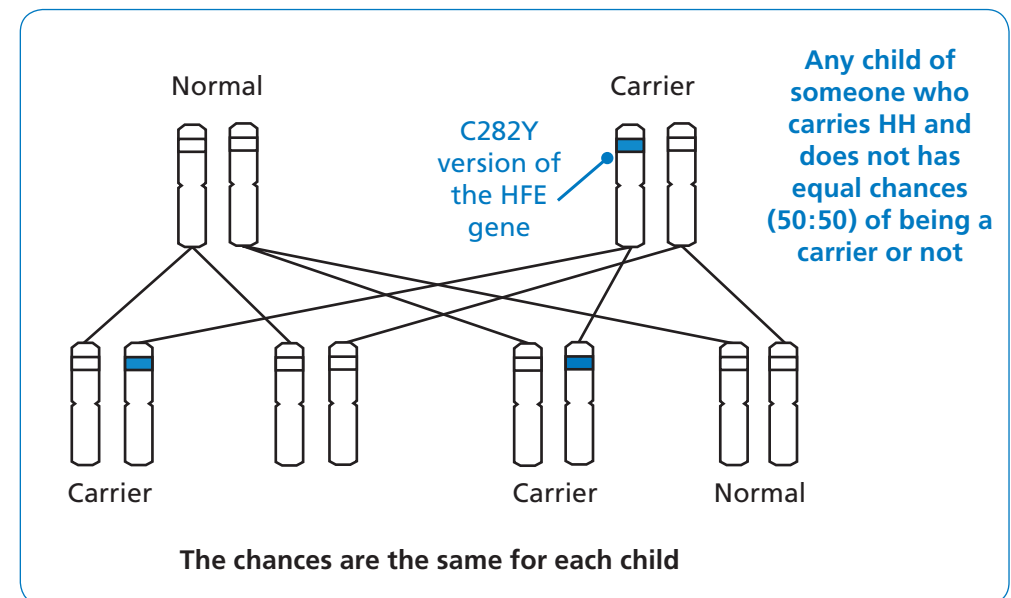 Normal
Carrier
C282Y
version of
the HFE
gene
Any child of
someone who
carries HH and
does not has
equal chances
(50:50) of being a
carrier or not
Carrier
Carrier
Normal
The chances are the same for each child